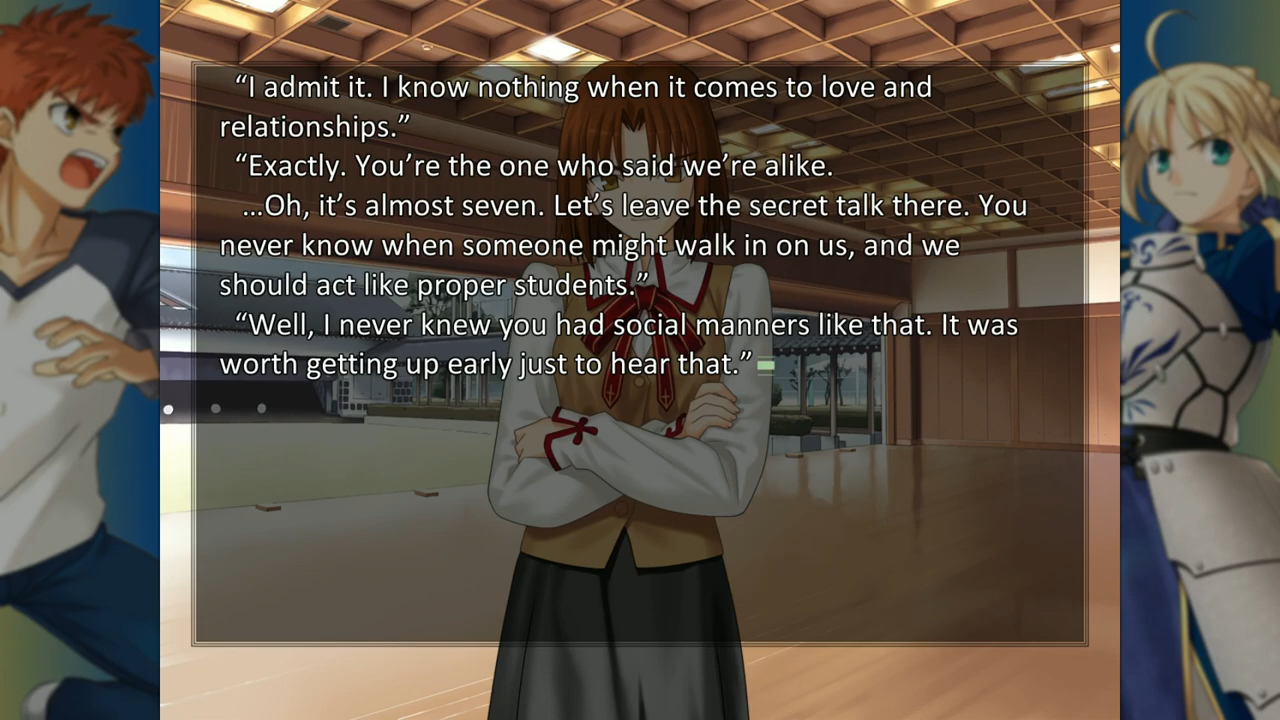 “I admit it. I know nothing when it comes to love and
relationships.”
“Exactly. You’re the one who said we’re alike.
…Oh, it’s almost seven. Let’s leave the secret talk there. You
never know when someone might walk in on us, and we
should act like proper students.”
“Well, I never knew you had social manners like that. It was
worth getting up early just to hear that.”